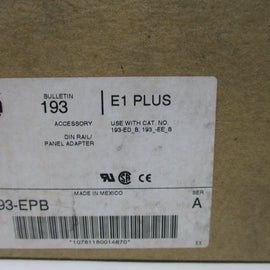 BULLETIN
193
E1 PLUS
ACCESSORY
USE WITH CAT. NO.
193-ED_B, 193_-EE_B
DIN RAIL/
PANEL ADAPTER
MADE IN MEXICO
SER
93-EPB
A
*10781180014870*